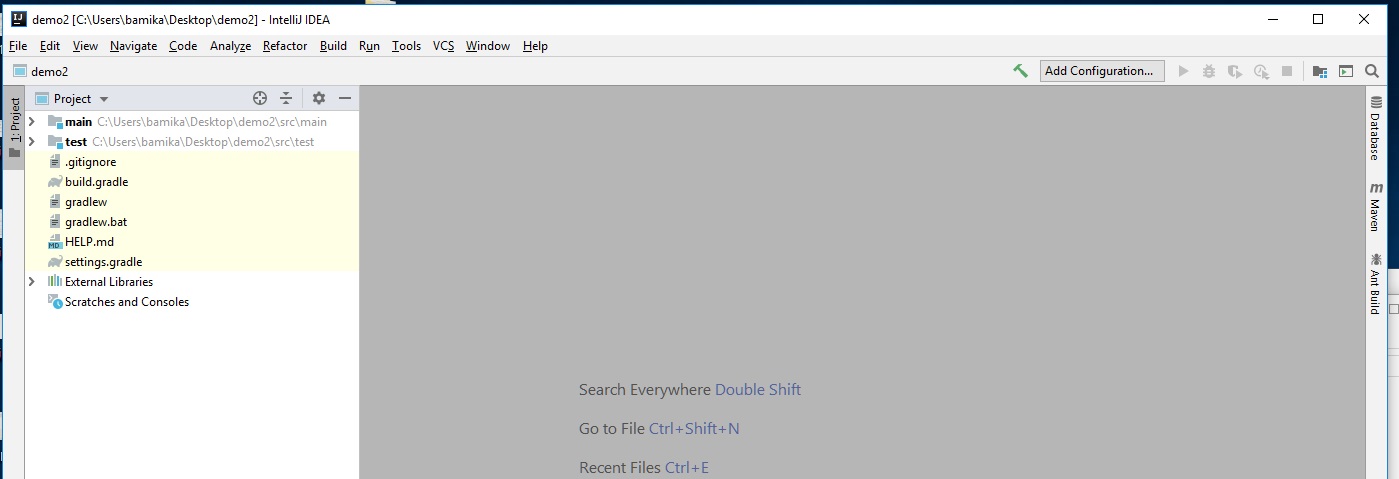 demo2 [C:\Users\bamika\Desktop\demo2] - IntelliJ IDEA
File Edit View Navigate Code Analyze Refactor Build Run Tools VCS Window Help
demo2
Add Configuration...
1: Project
Project
main C:\Users\bamika\Desktop\demo2\src\main
test C:\Users\bamika\Desktop\demo2\src\test
.gitignore
build.gradle
gradlew
gradlew.bat
MD HELP.md
settings.gradle
External Libraries
Scratches and Consoles
Search Everywhere Double Shift
Go to File Ctrl+Shift+N
Recent Files Ctrl+E
Database
m Maven
Ant Build